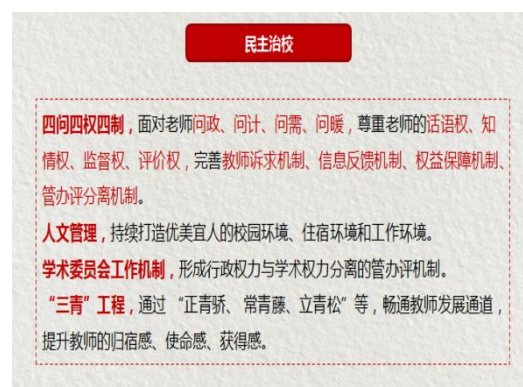 民主治校
四问四权四制，面对老师问政、问计、问需、问暖，尊重老师的话语权、知
情权、监督权、评价权，完善教师诉求机制、信息反馈机制、权益保障机制、
管办评分离机制。
人文管理，持续打造优美宜人的校园环境、住宿环境和工作环境。
学术委员会工作机制，形成行政权力与学术权力分离的管办评机制。
“三青”工程，通过 “正青骄、常青藤、立青松”等，畅通教师发展通道，
提升教师的归宿感、使命感、获得感。